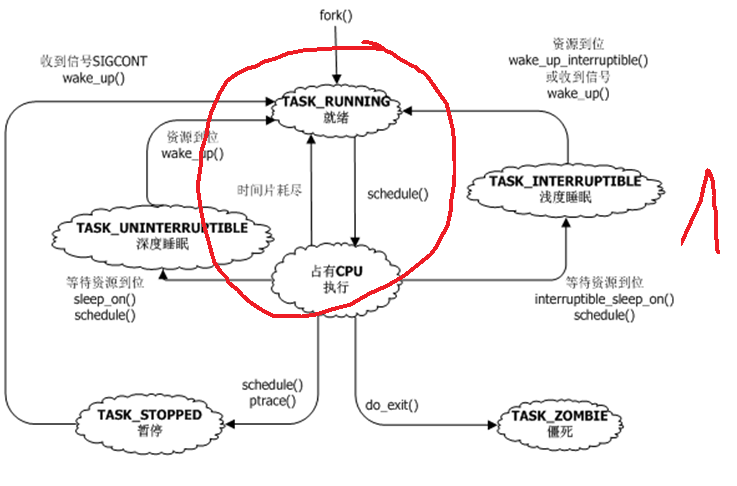 fork()
收到信号SIGCONT
wake_up()
资源到位
wake_up_interruptible()
或收到信号
wake_up()
TASK_RUNNING
就绪
资源到位
wake_up()
时间片耗尽
schedule()
TASK_INTERRUPTIBLE
浅度睡眠
TASK_UNINTERRUPTIBLE
深度睡眠
占有CPU
执行
等待资源到位
sleep_on()
schedule()
等待资源到位
interruptible_sleep_on()
schedule()
schedule()
ptrace()
do_exit()
TASK_STOPPED
暂停
TASK_ZOMBIE
僵死
1